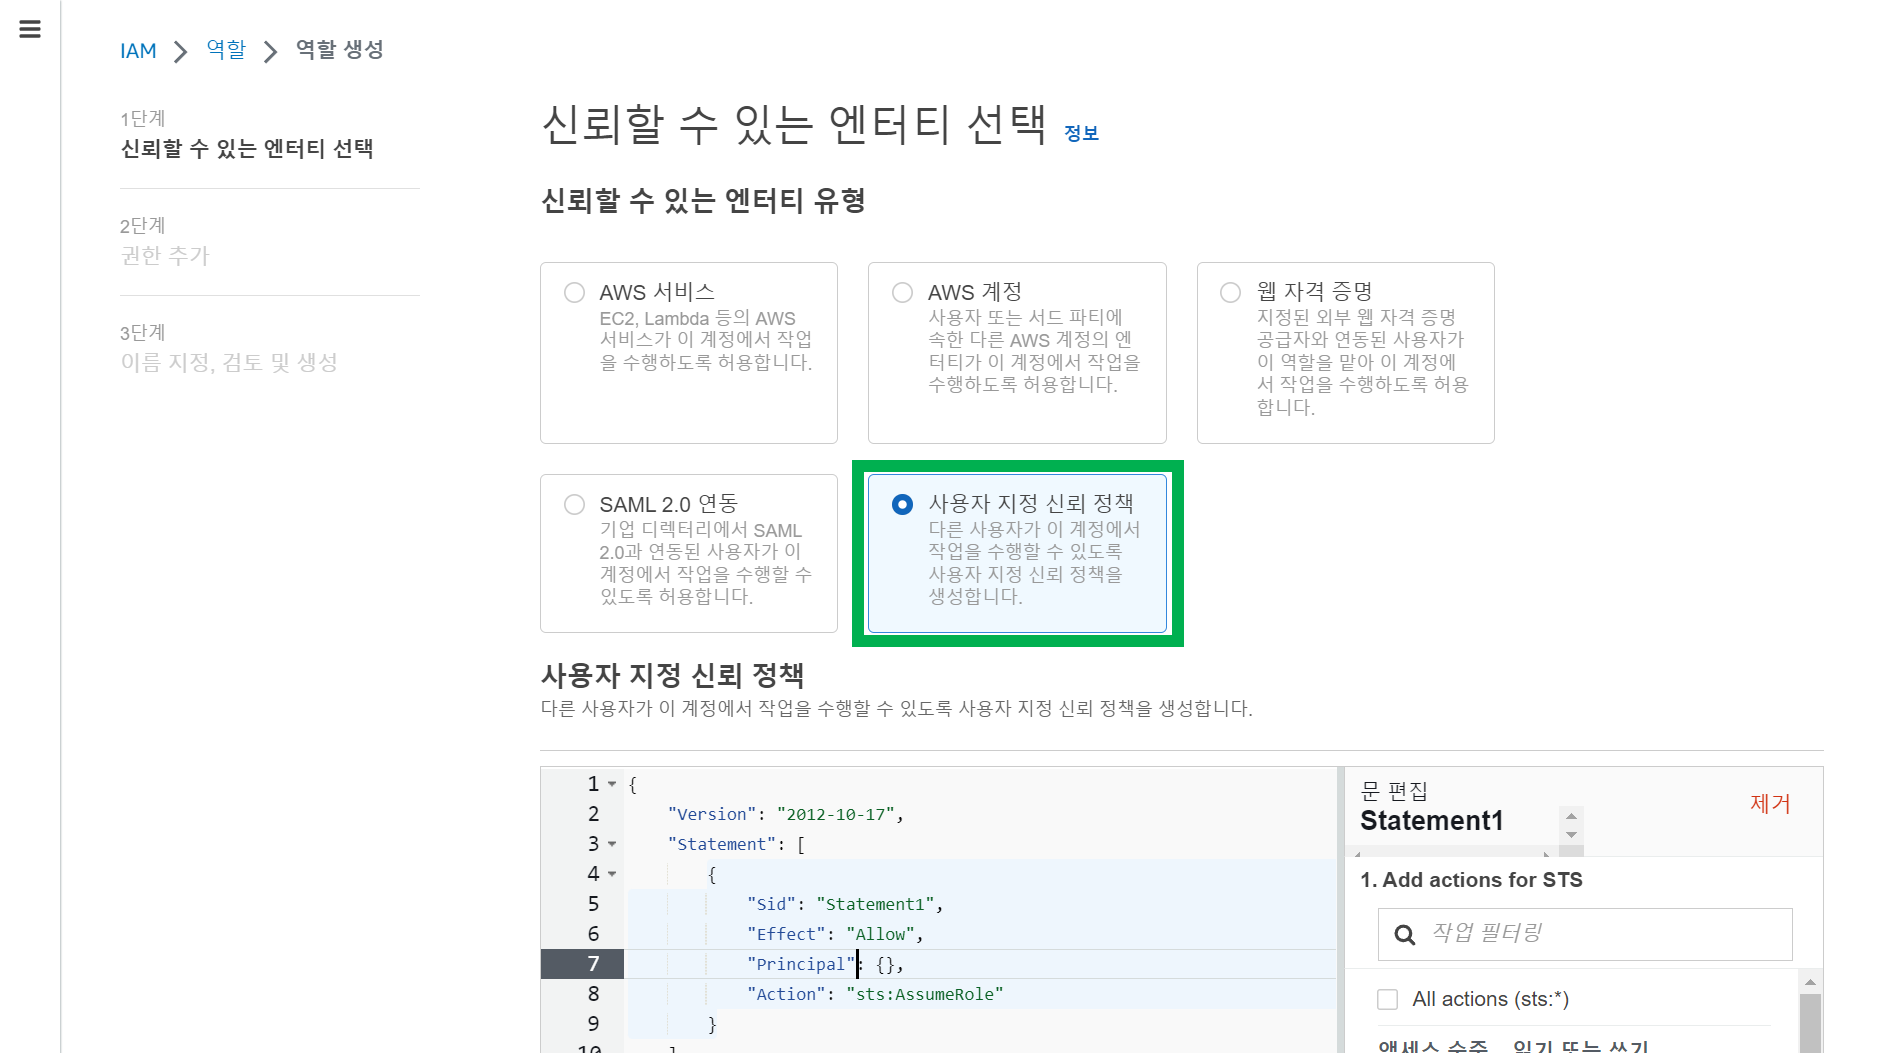 IAM > 역할 > 역할 생성
1단계
신뢰할 수 있는 엔터티 선택
2단계
권한 추가
3단계
이름 지정, 검토 및 생성
신뢰할 수 있는 엔터티 선택 정보
신뢰할 수 있는 엔터티 유형
AWS 서비스
EC2, Lambda 등의 AWS
서비스가 이 계정에서 작업
을 수행하도록 허용합니다.
AWS 계정
사용자 또는 서드 파티에
속한 다른 AWS 계정의 엔
터티가 이 계정에서 작업을
수행하도록 허용합니다.
웹 자격 증명
지정된 외부 웹 자격 증명
공급자와 연동된 사용자가
이 역할을 맡아 이 계정에
서 작업을 수행하도록 허용
합니다.
SAML 2.0 연동
기업 디렉터리에서 SAML
2.0과 연동된 사용자가 이
계정에서 작업을 수행할 수
있도록 허용합니다.
사용자 지정 신뢰 정책
다른 사용자가 이 계정에서
작업을 수행할 수 있도록
사용자 지정 신뢰 정책을
생성합니다.
사용자 지정 신뢰 정책
다른 사용자가 이 계정에서 작업을 수행할 수 있도록 사용자 지정 신뢰 정책을 생성합니다.
1 {
2 "Version": "2012-10-17",
3 "Statement": [
4 {
5 "Sid": "Statement1",
6 "Effect": "Allow",
7 "Principal": {},
8 "Action": "sts:AssumeRole"
9 }
10 ]
문 편집
Statement1
제거
1. Add actions for STS
작업 필터링
All actions (sts:*)
액세스 수준 - 읽기 또는 쓰기